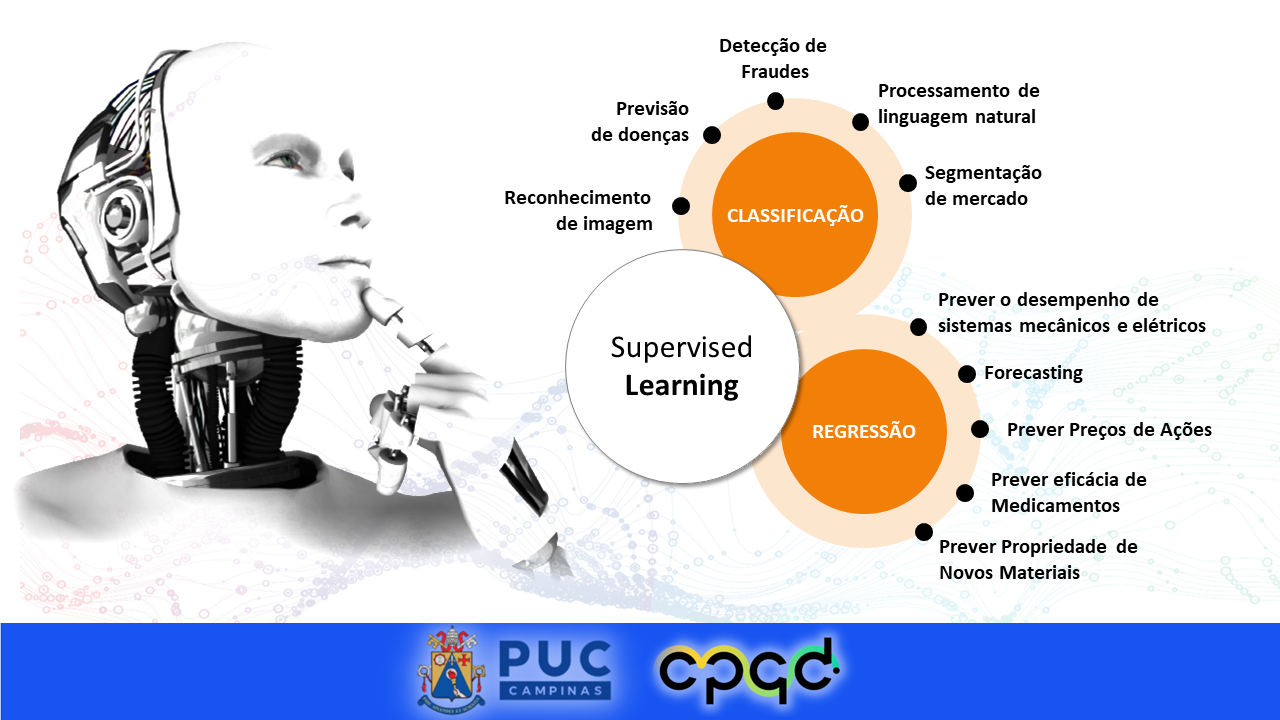 Detecção de
Fraudes
Processamento de
linguagem natural
Previsão
de doenças
Segmentação
de mercado
Reconhecimento
de imagem
CLASSIFICAÇÃO
Supervised
Learning
REGRESSÃO
Prever o desempenho de
sistemas mecânicos e elétricos
Forecasting
Prever Preços de Ações
Prever eficácia de
Medicamentos
Prever Propriedade de
Novos Materiais
PUC
CAMPINAS
cpqd